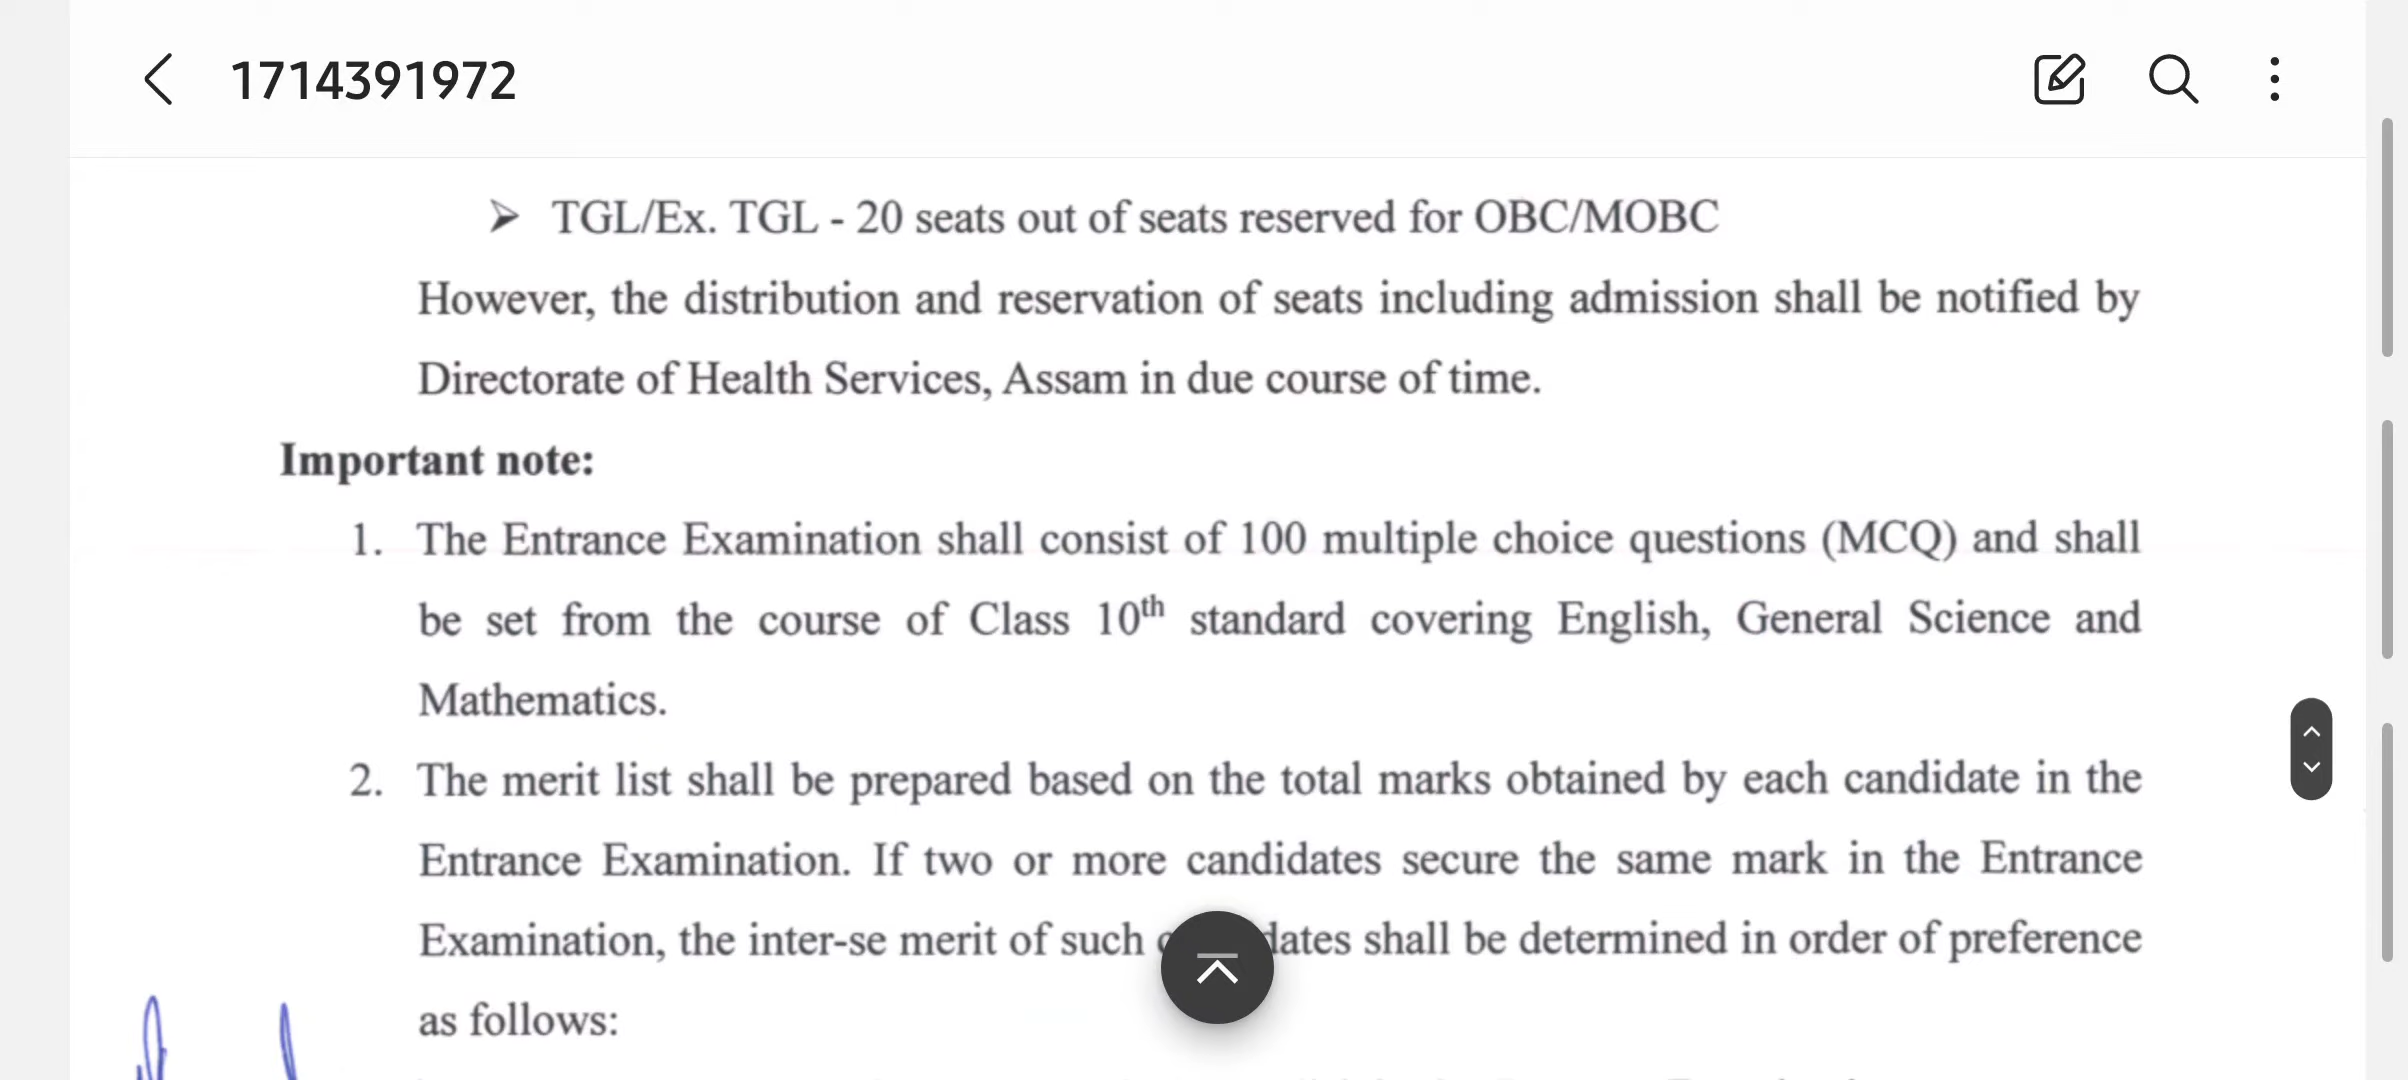 1714391972
➢ TGL/Ex. TGL - 20 seats out of seats reserved for OBC/MOBC
However, the distribution and reservation of seats including admission shall be notified by
Directorate of Health Services, Assam in due course of time.
Important note:
1. The Entrance Examination shall consist of 100 multiple choice questions (MCQ) and shall
be set from the course of Class 10th standard covering English, General Science and
Mathematics.
2. The merit list shall be prepared based on the total marks obtained by each candidate in the
Entrance Examination. If two or more candidates secure the same mark in the Entrance
Examination, the inter-se merit of such shall be determined in order of preference
as follows: